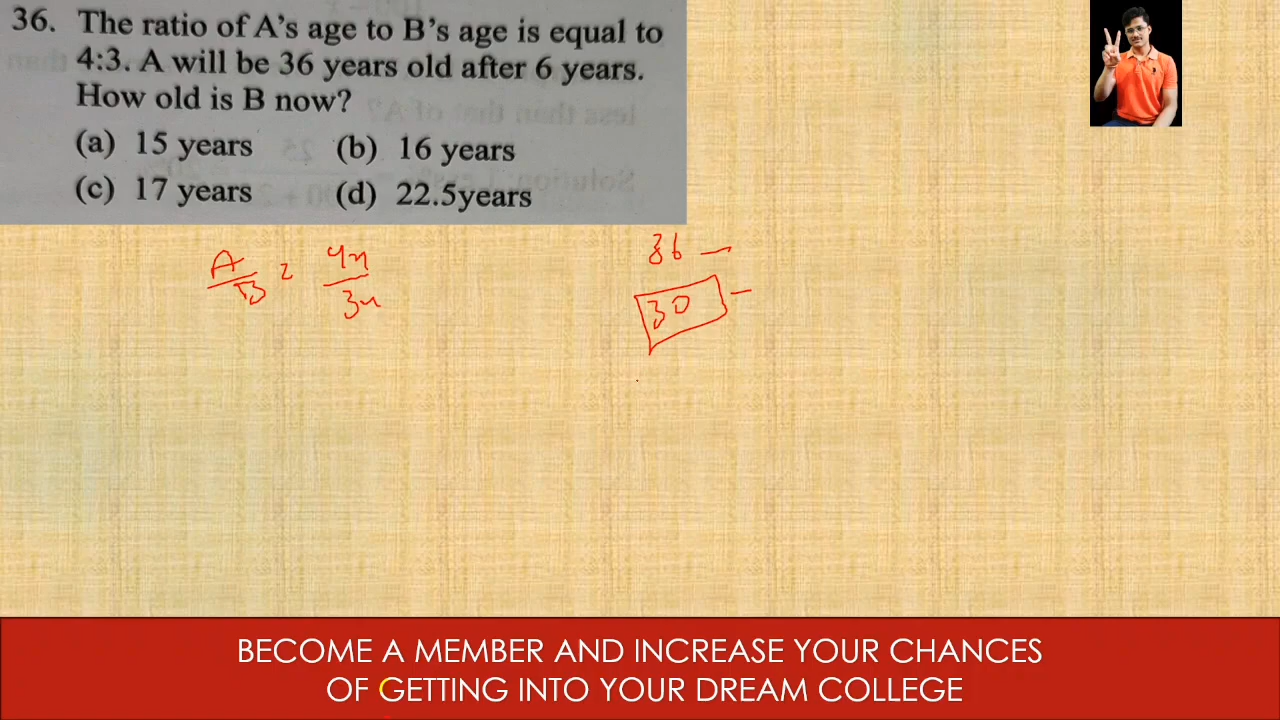 36. The ratio of A's age to B's age is equal to
4:3. A will be 36 years old after 6 years.
How old is B now?
(a) 15 years (b) 16 years
(c) 17 years (d) 22.5years
A/B = 4x/3x
36 —
30 —
BECOME A MEMBER AND INCREASE YOUR CHANCES
OF GETTING INTO YOUR DREAM COLLEGE